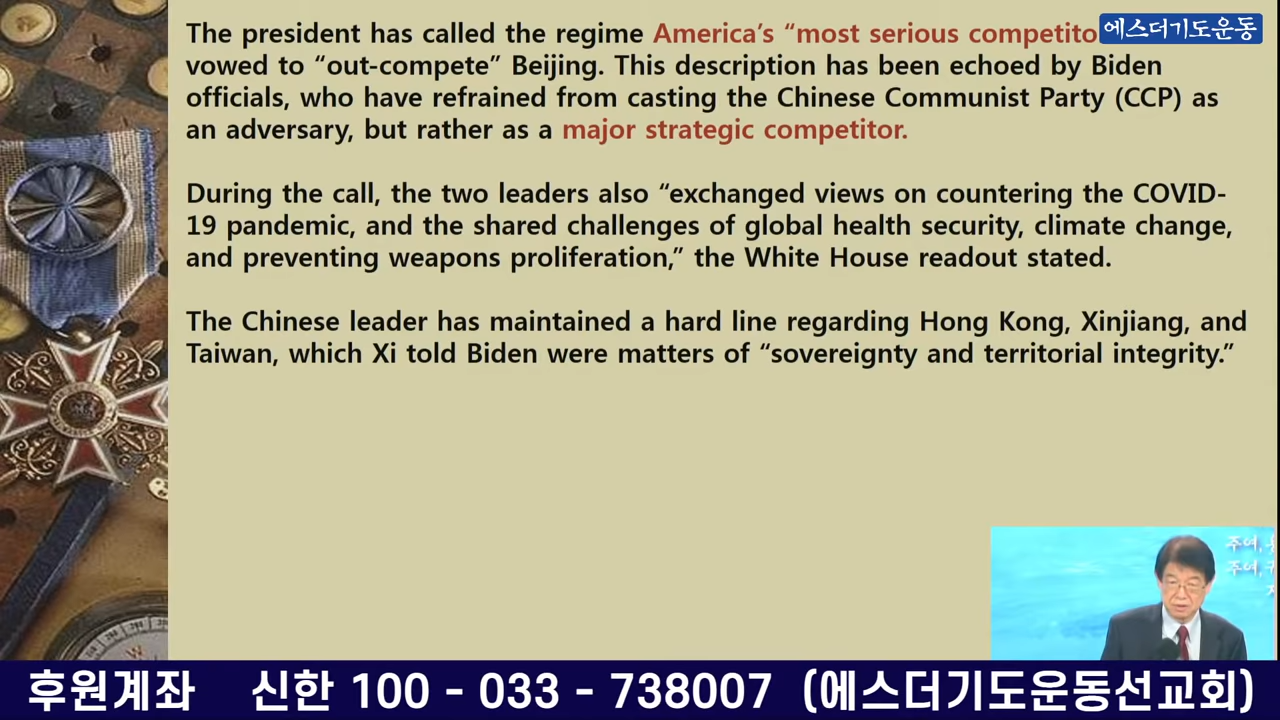 The president has called the regime America's “most serious
에스더기도운동
vowed to “out-compete” Beijing. This description has been echoed by Biden
officials, who have refrained from casting the Chinese Communist Party (CCP) as
an adversary, but rather as a major strategic competitor.
During the call, the two leaders also “exchanged views on countering the COVID-
19 pandemic, and the shared challenges of global health security, climate change,
and preventing weapons proliferation,” the White House readout stated.
The Chinese leader has maintained a hard line regarding Hong Kong, Xinjiang, and
Taiwan, which Xi told Biden were matters of “sovereignty and territorial integrity.”
주여,
주여,
후원계좌 신한 100 - 033 - 738007 (에스더기도운동선교회)